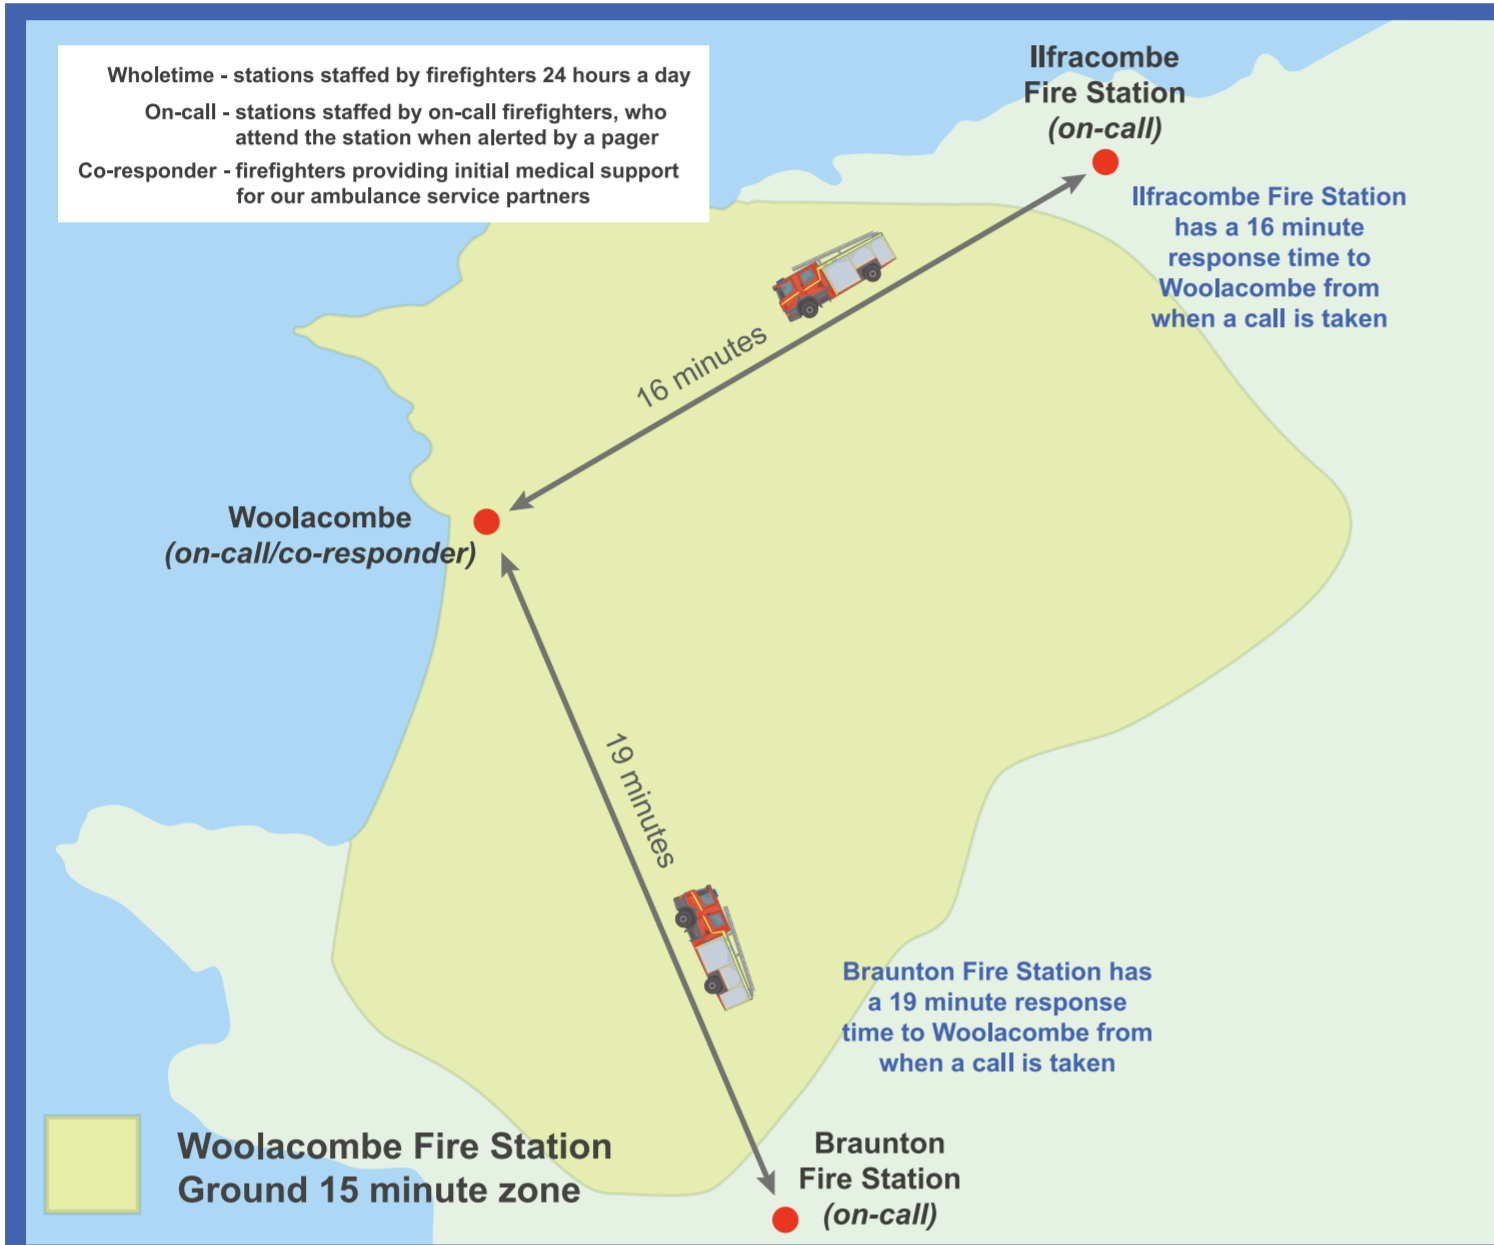 Wholetime - stations staffed by firefighters 24 hours a day
On-call - stations staffed by on-call firefighters, who
attend the station when alerted by a pager
Co-responder - firefighters providing initial medical support
for our ambulance service partners
Ilfracombe
Fire Station
(on-call)
Ilfracombe Fire Station
has a 16 minute
response time to
Woolacombe from
when a call is taken
16 minutes
Woolacombe
(on-call/co-responder)
19 minutes
Braunton Fire Station has
a 19 minute response
time to Woolacombe from
when a call is taken
Woolacombe Fire Station
Ground 15 minute zone
Braunton
Fire Station
(on-call)